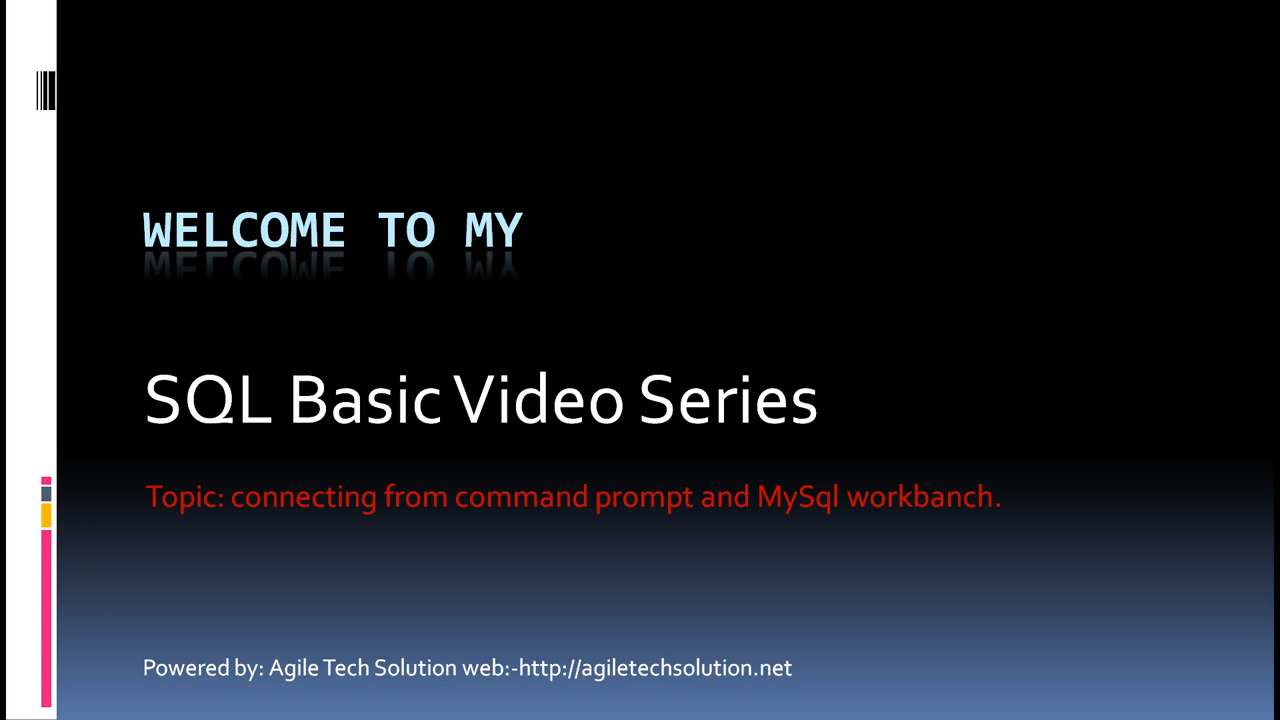 WELCOME TO MY
SQL Basic Video Series
Topic: connecting from command prompt and MySql workbanch.
Powered by: Agile Tech Solution web:-http://agiletechsolution.net